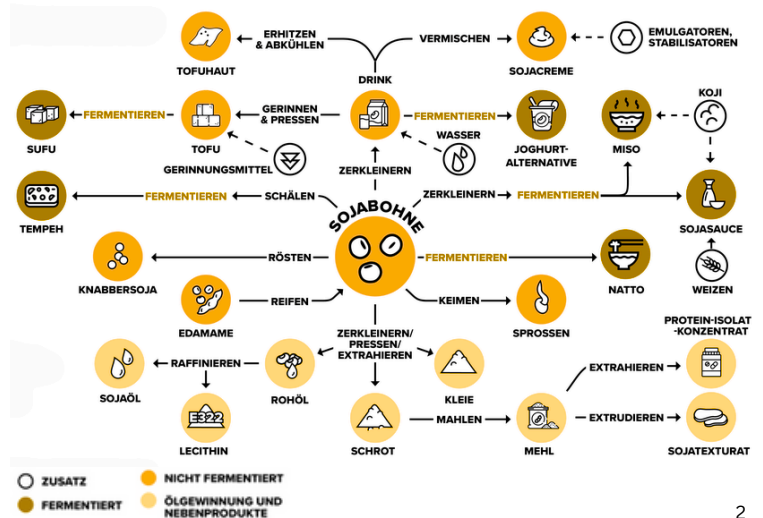 ERHITZEN
& ABKÜHLEN
VERMISCHEN
EMULGATOREN,
STABILISATOREN
TOFUHAUT
DRINK
SOJACREME
KOJI
FERMENTIEREN
GERINNEN
& PRESSEN
FERMENTIEREN
WASSER
SUFU
TOFU
JOGHURT-
ALTERNATIVE
MISO
GERINNUNGSMITTEL
ZERKLEINERN
FERMENTIEREN
SCHÄLEN
ZERKLEINERN
FERMENTIEREN
SOJABOHNE
TEMPEH
SOJASAUCE
RÖSTEN
FERMENTIEREN
KNABBERSOJA
NATTO
WEIZEN
REIFEN
KEIMEN
EDAMAME
SPROSSEN
ZERKLEINERN/
PRESSEN/
EXTRAHIEREN
PROTEIN-ISOLAT
-KONZENTRAT
RAFFINIEREN
EXTRAHIEREN
SOJAÖL
ROHÖL
KLEIE
E322
MAHLEN
EXTRUDIEREN
LECITHIN
SCHROT
MEHL
SOJATEXTURAT
ZUSATZ
NICHT FERMENTIERT
FERMENTIERT
ÖLGEWINNUNG UND
NEBENPRODUKTE
2